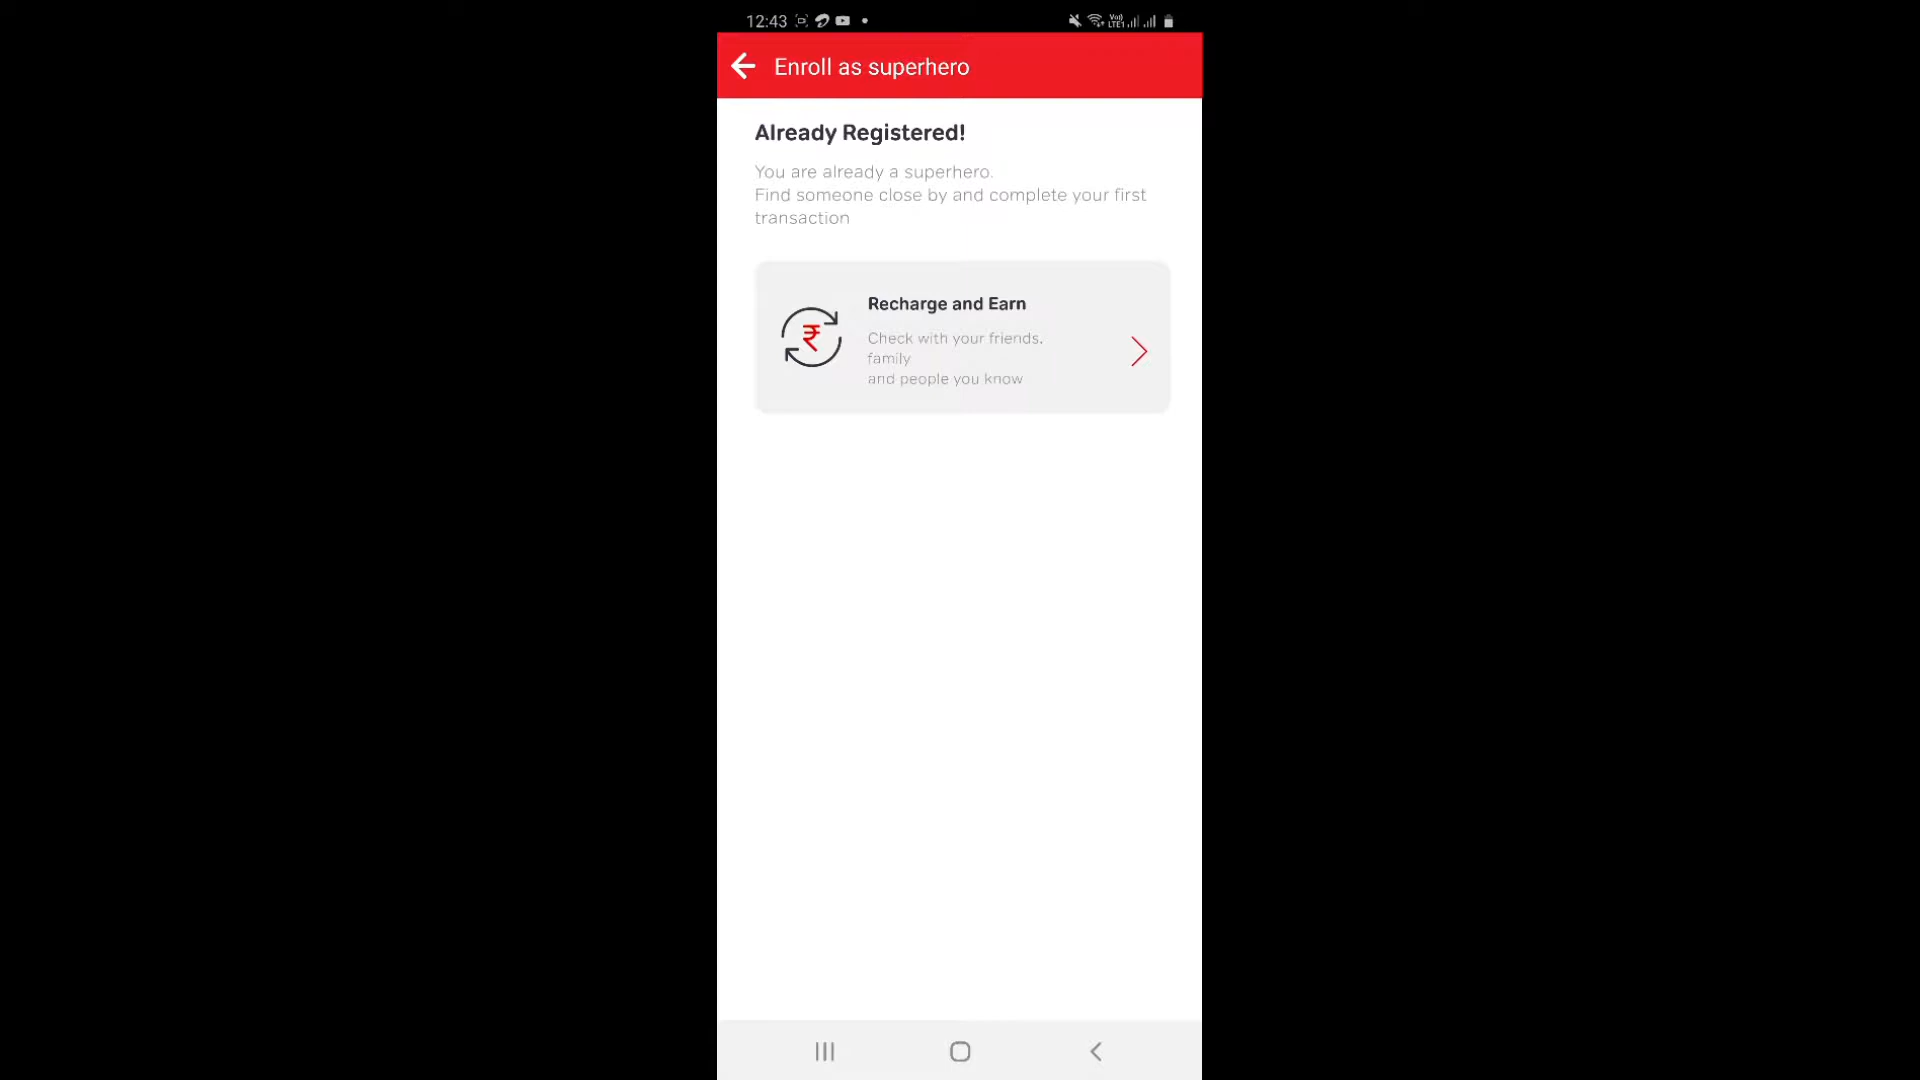 12:43
Enroll as superhero
Already Registered!
You are already a superhero.
Find someone close by and complete your first
transaction
Recharge and Earn
Check with your friends,
family
and people you know